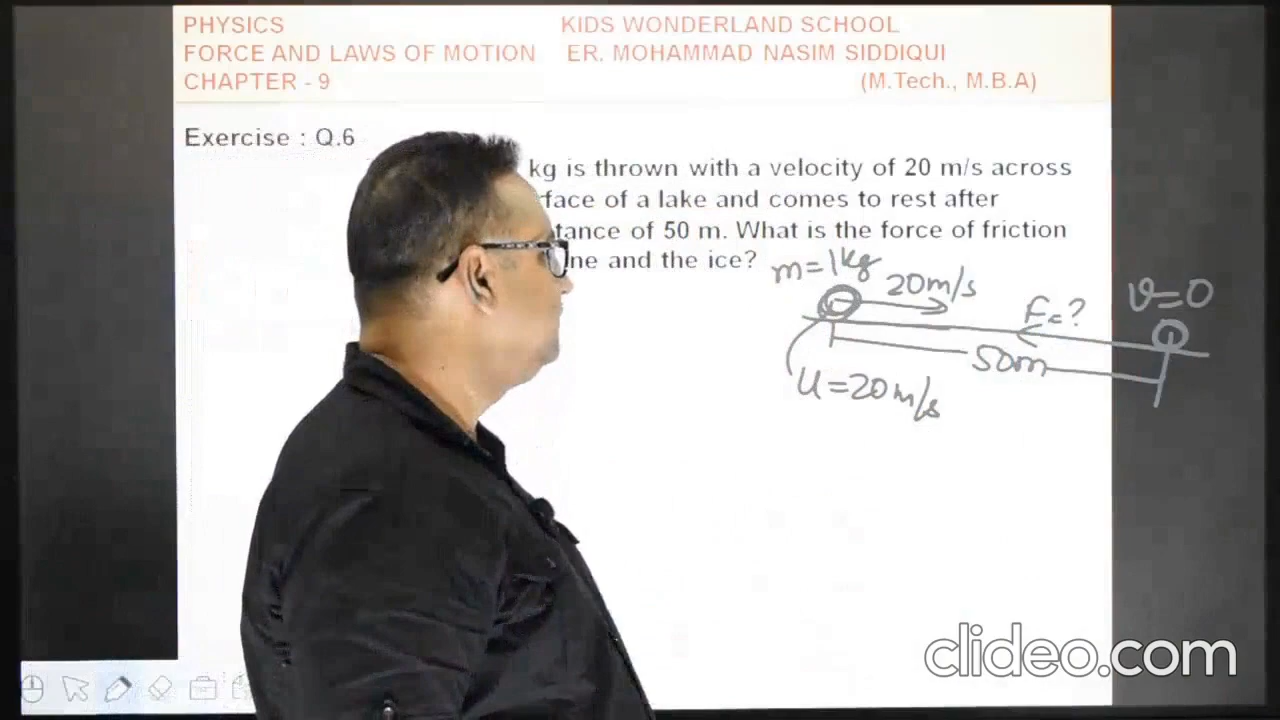 PHYSICS KIDS WONDERLAND SCHOOL
FORCE AND LAWS OF MOTION ER. MOHAMMAD NASIM SIDDIQUI
CHAPTER - 9 (M.Tech., M.B.A)
Exercise : Q.6
kg is thrown with a velocity of 20 m/s across
rface of a lake and comes to rest after
tance of 50 m. What is the force of friction
ne and the ice?
m=1kg
20m/s
F=?
v=0
50m
u=20m/s
clideo.com